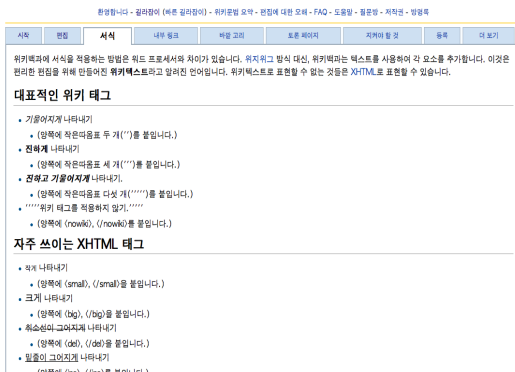 환영합니다 - 길라잡이 (빠른 길라잡이) - 위키문법 요약 - 편집에 대한 오해 - FAQ - 도움말 - 질문방 - 저작권 - 방명록
시작 편집 서식 내부 링크 바깥 고리 토론 페이지 지켜야 할 것 등록 더 보기
위키백과에 서식을 적용하는 방법은 워드 프로세서와 차이가 있습니다. 위지위그 방식 대신, 위키백과는 텍스트를 사용하여 각 요소를 추가합니다. 이것은
편리한 편집을 위해 만들어진 위키텍스트라고 알려진 언어입니다. 위키텍스트로 표현할 수 없는 것들은 XHTML로 표현할 수 있습니다.
대표적인 위키 태그
기울어지게 나타내기
(양쪽에 작은따옴표 두 개('')를 붙입니다.)
진하게 나타내기
(양쪽에 작은따옴표 세 개(''')를 붙입니다.)
진하고 기울어지게 나타내기.
(양쪽에 작은따옴표 다섯 개(''''')를 붙입니다.)
'''''위키 태그를 적용하지 않기.'''''
(양쪽에 〈nowiki〉, 〈/nowiki〉를 붙입니다.)
자주 쓰이는 XHTML 태그
작게 나타내기
(양쪽에 〈small〉, 〈/small〉을 붙입니다.)
크게 나타내기
(양쪽에 〈big〉, 〈/big〉을 붙입니다.)
취소선이 그어지게 나타내기
(양쪽에 〈del〉, 〈/del〉을 붙입니다.)
밑줄이 그어지게 나타내기